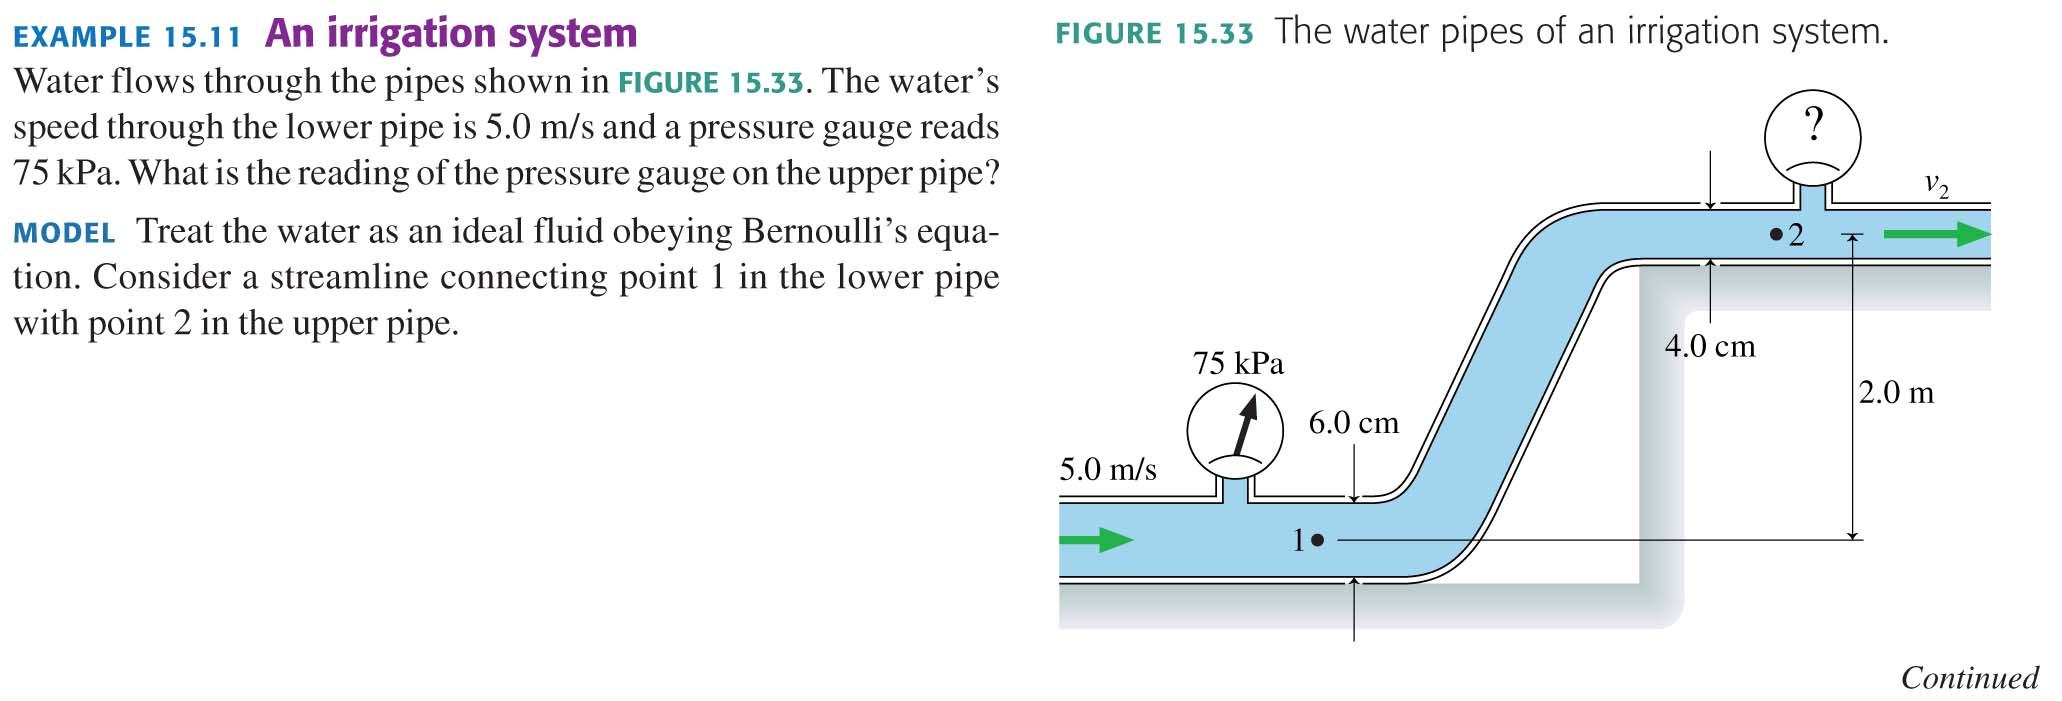 EXAMPLE 15.11 An irrigation system
Water flows through the pipes shown in FIGURE 15.33. The water’s
speed through the lower pipe is 5.0 m/s and a pressure gauge reads
75 kPa. What is the reading of the pressure gauge on the upper pipe?
MODEL Treat the water as an ideal fluid obeying Bernoulli’s equa-
tion. Consider a streamline connecting point 1 in the lower pipe
with point 2 in the upper pipe.
FIGURE 15.33 The water pipes of an irrigation system.
?
v2
2
4.0 cm
75 kPa
2.0 m
6.0 cm
5.0 m/s
1
Continued